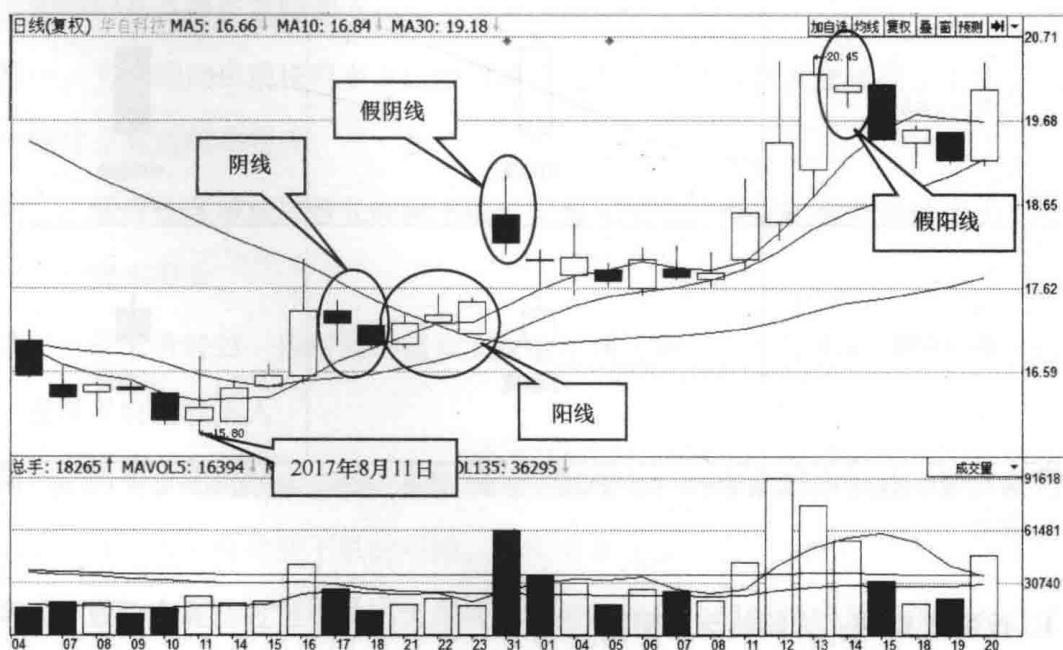 日线(复权) 华自科技 MA5: 16.66↓ MA10: 16.84↓ MA30: 19.18↓
加自选 均线 复权 叠 窗 预测
20.71
20.45
假阴线
19.68
阴线
18.65
假阳线
17.62
16.59
阳线
15.80
2017年8月11日
总手: 18265↑ MAVOL5: 16394↓ OL135: 36295↓
成交量
91618
61481
30740
04 07 08 09 10 11 14 15 16 17 18 21 22 23 31 01 04 05 06 07 08 11 12 13 14 15 18 19 20